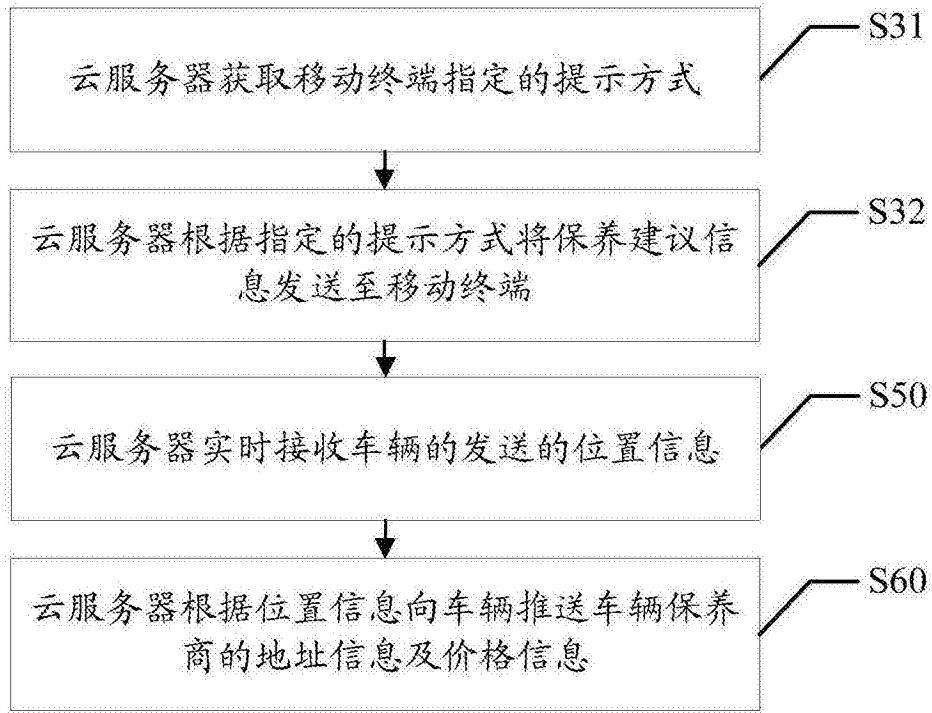 云服务器获取移动终端指定的提示方式
S31
云服务器根据指定的提示方式将保养建议信
息发送至移动终端
S32
云服务器实时接收车辆的发送的位置信息
S50
云服务器根据位置信息向车辆推送车辆保养
商的地址信息及价格信息
S60